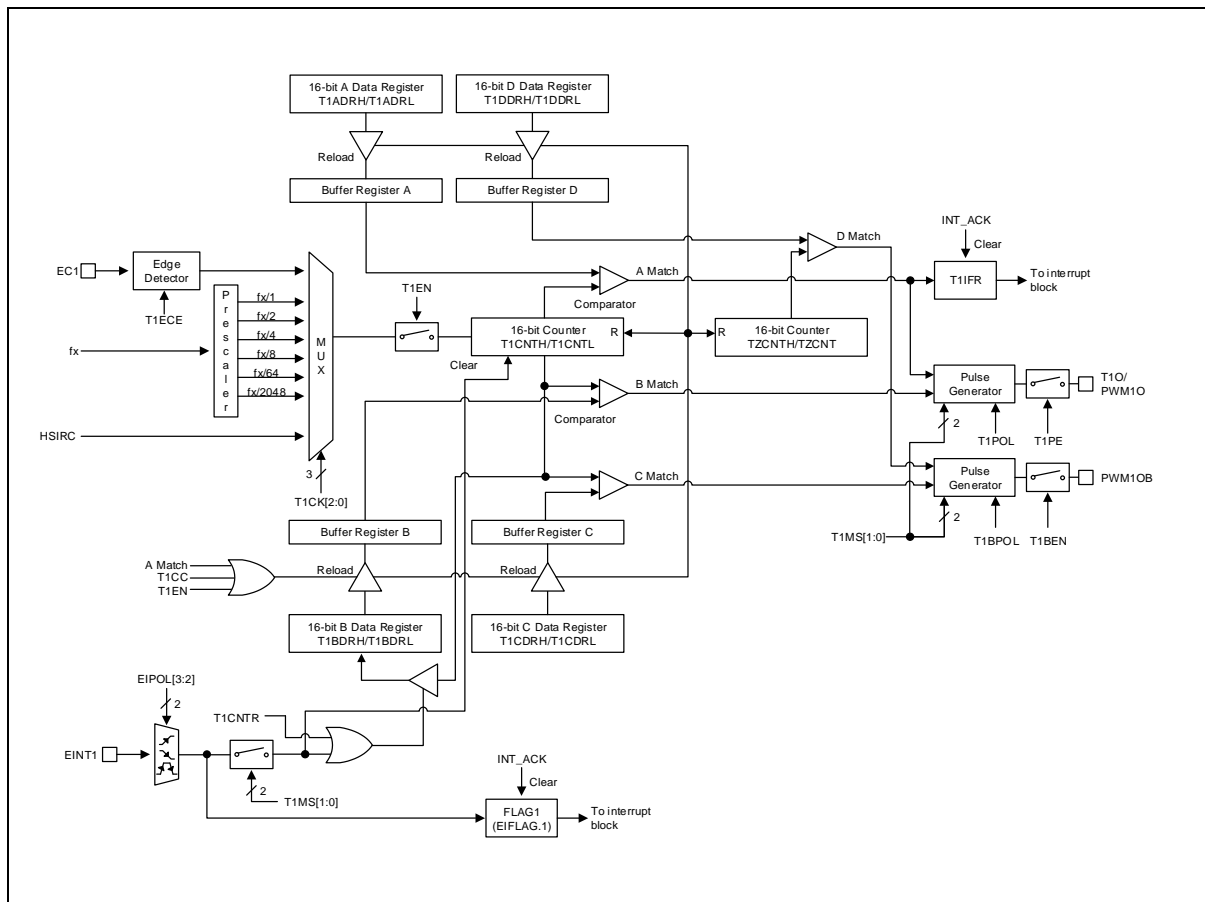 16-bit A Data Register
T1ADRH/T1ADRL
16-bit D Data Register
T1DDRH/T1DDRL
Reload
Reload
Buffer Register A
Buffer Register D
INT_ACK
Clear
D Match
EC1
Edge
Detector
A Match
T1IFR
To interrupt
block
T1ECE
Comparator
T1EN
fx
Prescaler
fx/1
fx/2
fx/4
fx/8
fx/64
fx/2048
MUX
16-bit Counter
T1CNTH/T1CNTL
R
R
16-bit Counter
TZCNTH/TZCNT
Clear
B Match
Comparator
Pulse
Generator
T1O/
PWM1O
2
T1POL
T1PE
HSIRC
3
T1CK[2:0]
C Match
Pulse
Generator
PWM1OB
2
T1MS[1:0]
T1BPOL
T1BEN
Buffer Register B
Buffer Register C
A Match
T1CC
T1EN
Reload
Reload
16-bit B Data Register
T1BDRH/T1BDRL
16-bit C Data Register
T1CDRH/T1CDRL
EIPOL[3:2]
2
T1CNTR
EINT1
2
T1MS[1:0]
INT_ACK
Clear
FLAG1
(EIFLAG.1)
To interrupt
block